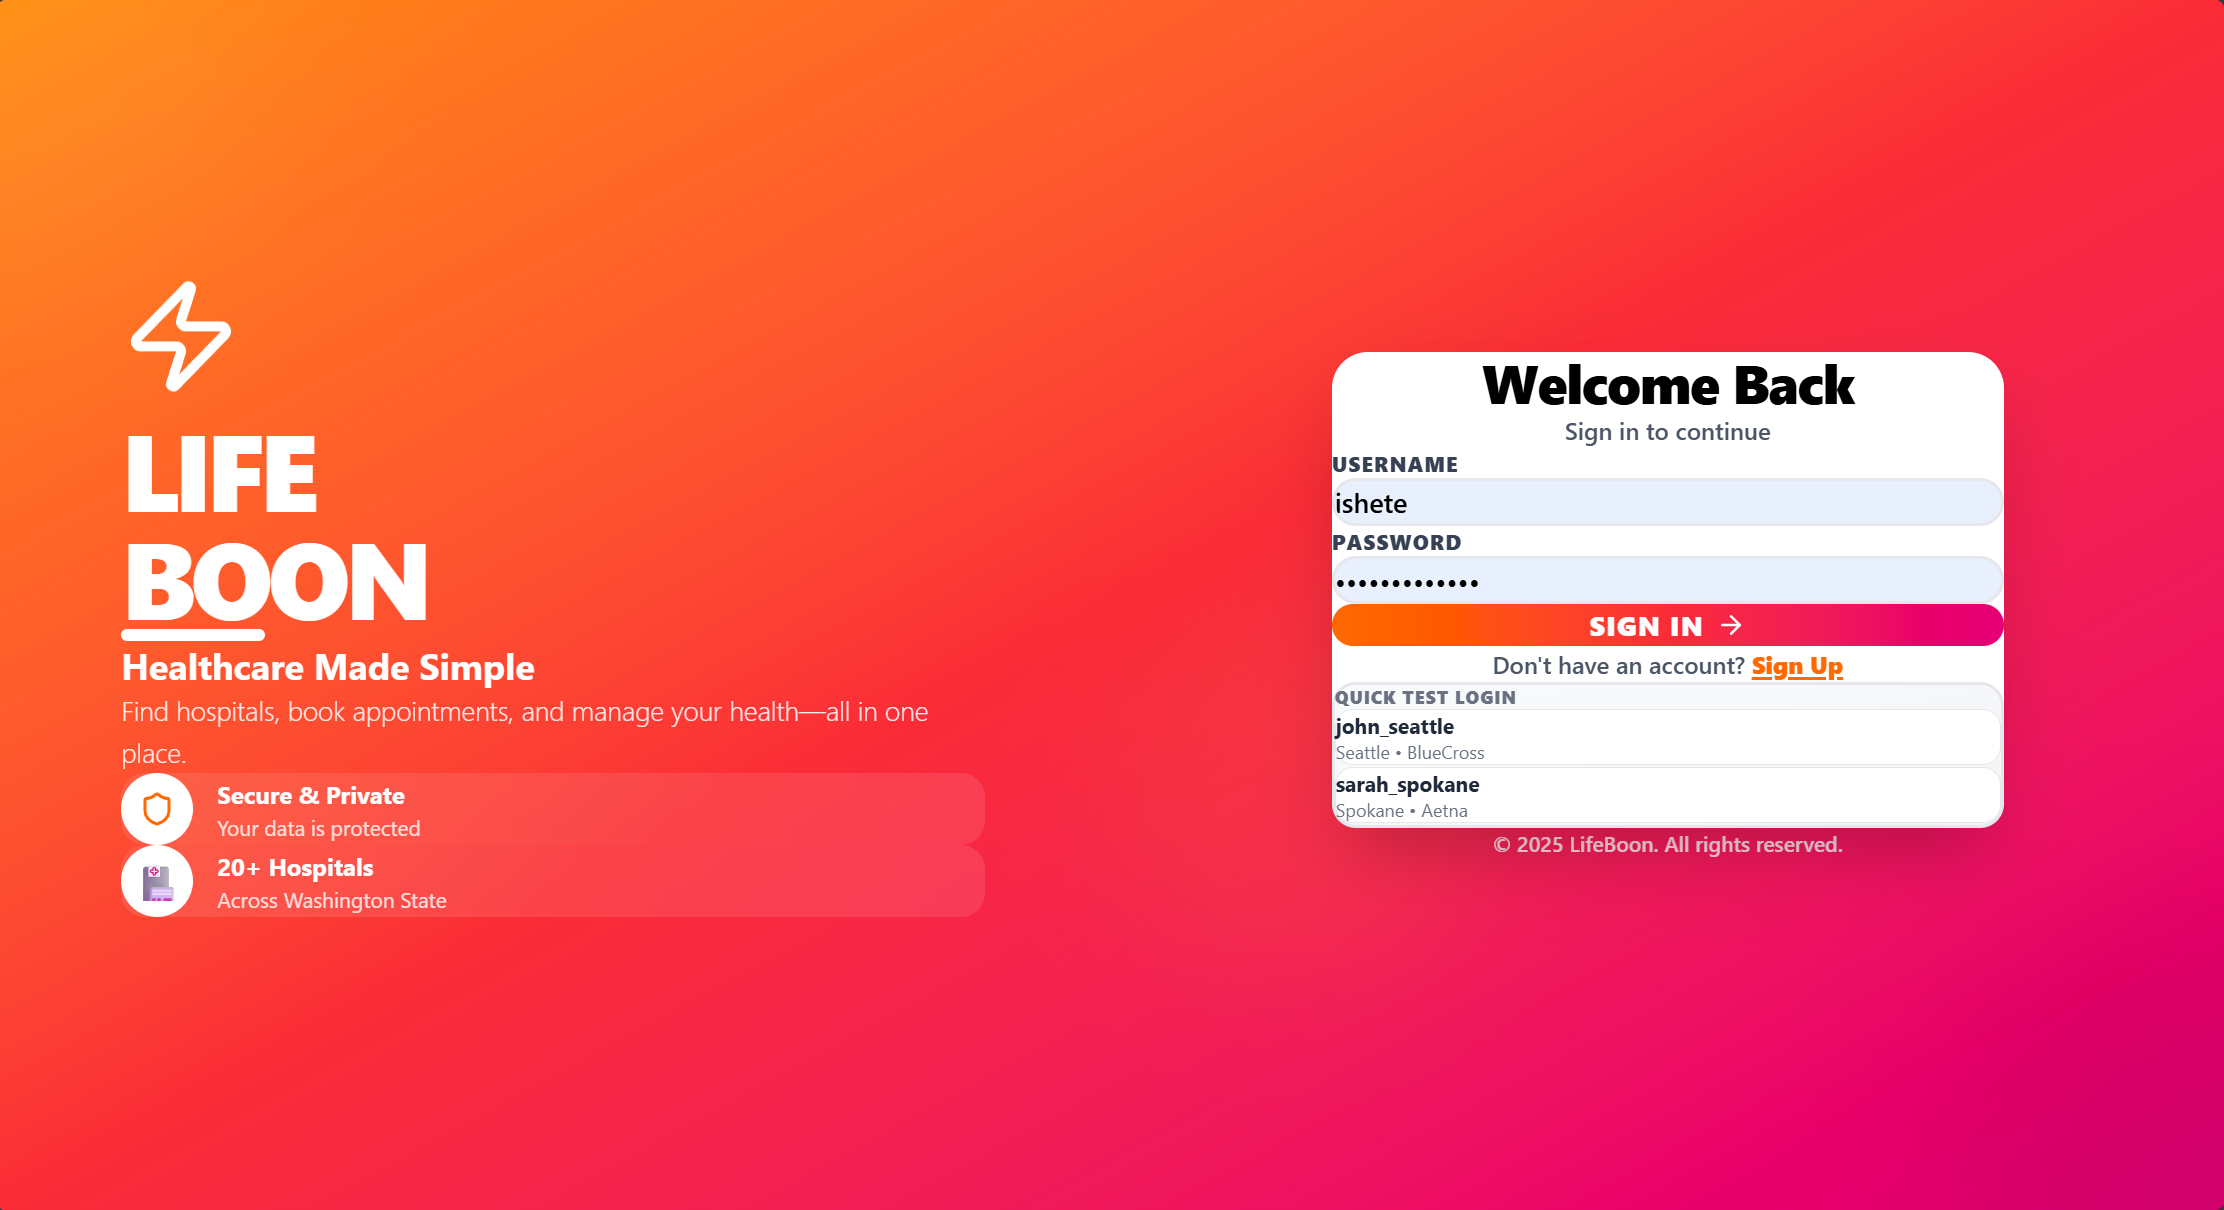 LIFE
BOON
Healthcare Made Simple
Find hospitals, book appointments, and manage your health—all in one
place.
Secure & Private
Your data is protected
20+ Hospitals
Across Washington State
Welcome Back
Sign in to continue
USERNAME
ishete
PASSWORD
•••••••••••••
SIGN IN →
Don't have an account? Sign Up
QUICK TEST LOGIN
john_seattle
Seattle • BlueCross
sarah_spokane
Spokane • Aetna
© 2025 LifeBoon. All rights reserved.